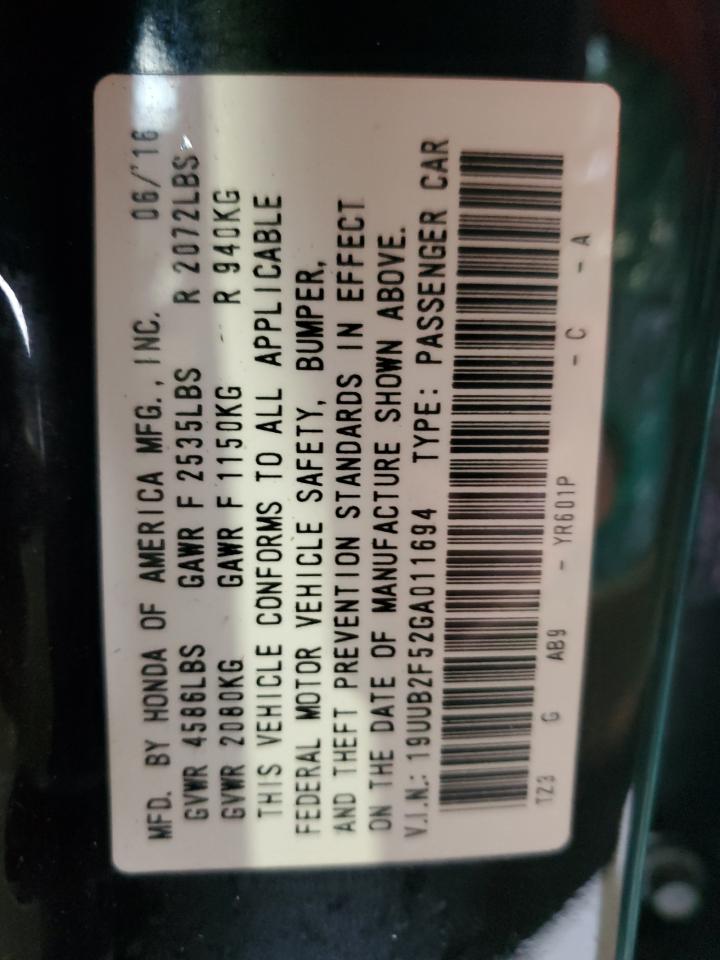 MFD. BY HONDA OF AMERICA MFG., INC. 06/'16
GVWR 4586LBS GAWR F 2535LBS R 2072LBS
GVWR 2080KG GAWR F 1150KG R 940KG
THIS VEHICLE CONFORMS TO ALL APPLICABLE
FEDERAL MOTOR VEHICLE SAFETY, BUMPER,
AND THEFT PREVENTION STANDARDS IN EFFECT
ON THE DATE OF MANUFACTURE SHOWN ABOVE.
V.I.N.: 19UUB2F52GA011694 TYPE: PASSENGER CAR
TZ3 G AB9 - YR601P - C - A